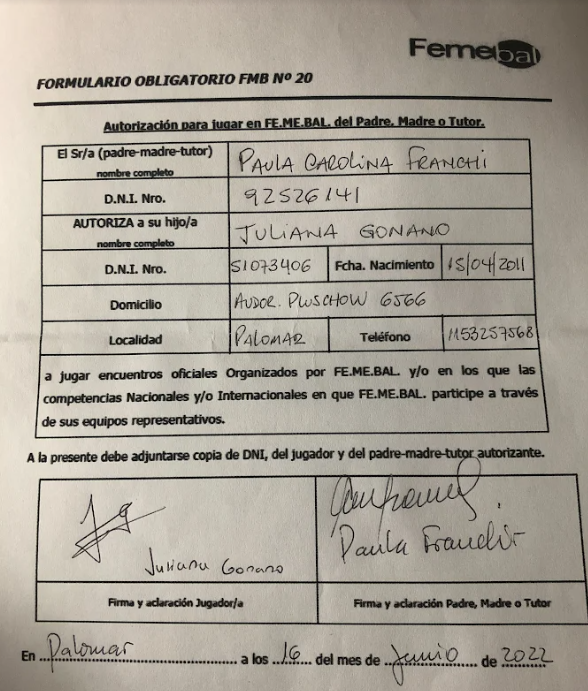 Femebal
FORMULARIO OBLIGATORIO FMB Nº 20
Autorización para jugar en FE.ME.BAL. del Padre, Madre o Tutor.
El Sr/a (padre-madre-tutor) PAULA CAROLINA FRANCHI
nombre completo
D.N.I. Nro. 92526141
AUTORIZA a su hijo/a JULIANA GONANO
nombre completo
D.N.I. Nro. 51073406 Fcha. Nacimiento 15/04/2011
Domicilio AUDOR. PLUSCHOW 6566
Localidad PALOMAR Teléfono 1153257568
a jugar encuentros oficiales Organizados por FE.ME.BAL. y/o en los que las
competencias Nacionales y/o Internacionales en que FE.ME.BAL. participe a través
de sus equipos representativos.
A la presente debe adjuntarse copia de DNI, del jugador y del padre-madre-tutor autorizante.
Juliana Gonano
Paula Franchi
Firma y aclaración Jugador/a Firma y aclaración Padre, Madre o Tutor
En Palomar a los 16 del mes de Junio de 2022